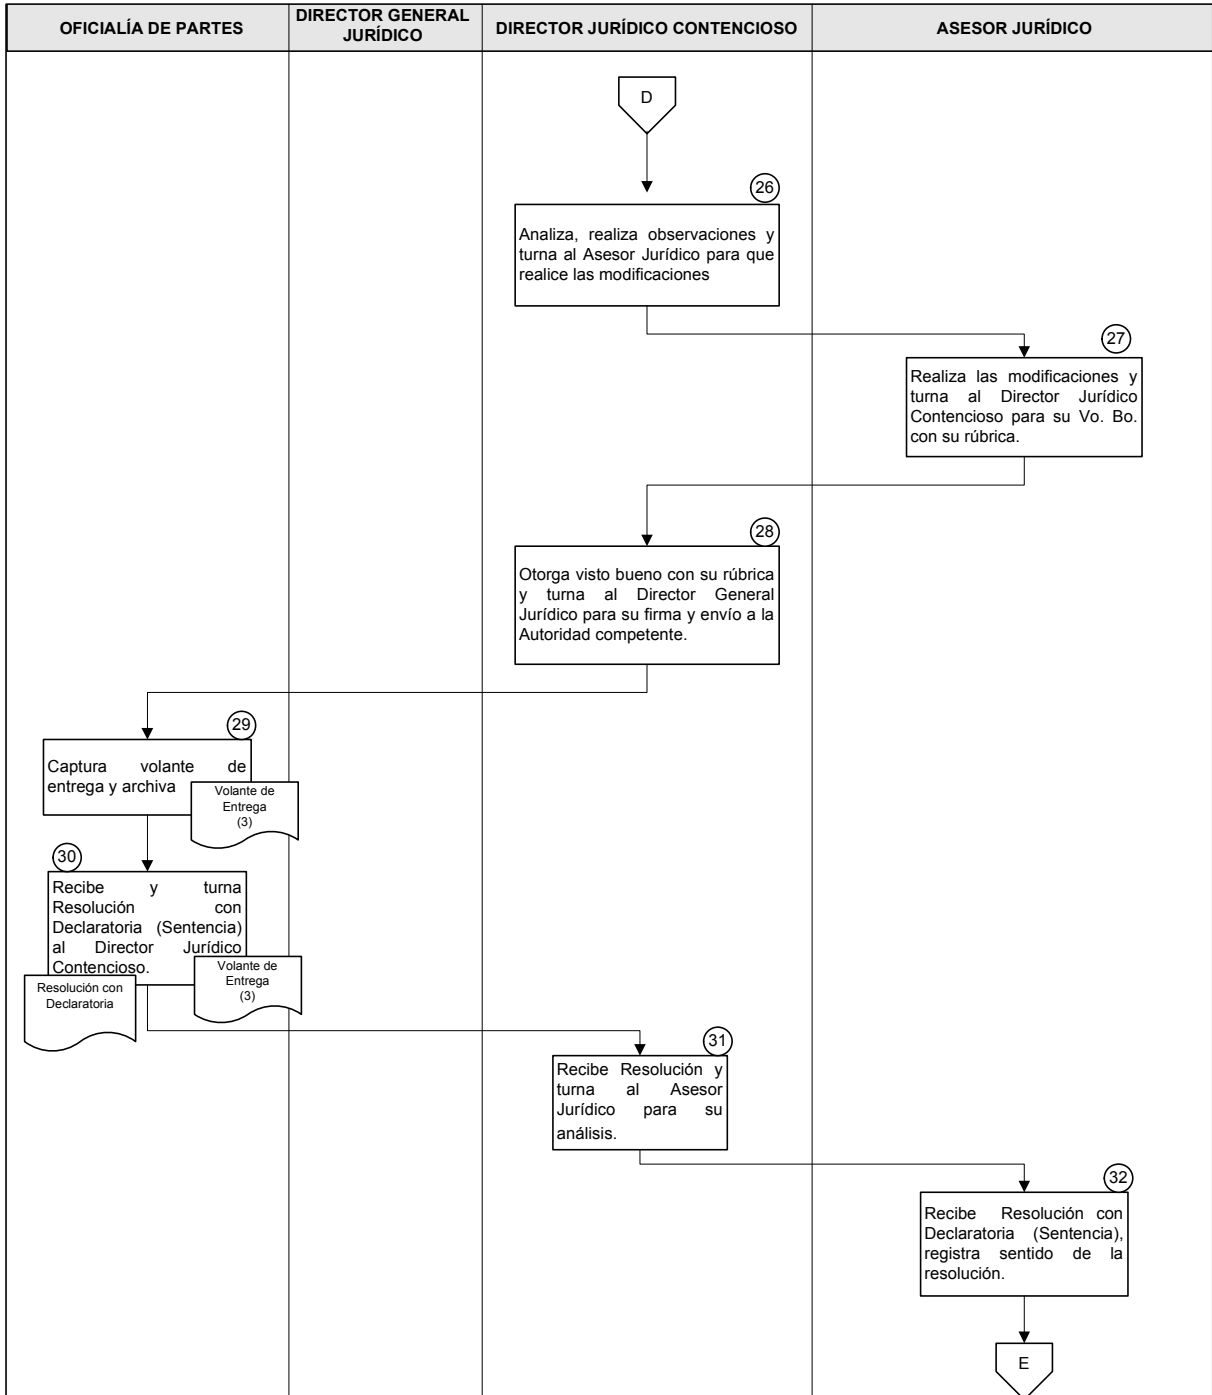 OFICIALÍA DE PARTES
DIRECTOR GENERAL
JURÍDICO
DIRECTOR JURÍDICO CONTENCIOSO
ASESOR JURÍDICO
D
26
Analiza, realiza observaciones y
turna al Asesor Jurídico para que
realice las modificaciones
27
Realiza las modificaciones y
turna al Director Jurídico
Contencioso para su Vo. Bo.
con su rúbrica.
28
Otorga visto bueno con su rúbrica
y turna al Director General
Jurídico para su firma y envío a la
Autoridad competente.
29
Captura volante de
entrega y archiva
Volante de
Entrega
(3)
30
Recibe y turna
Resolución con
Declaratoria (Sentencia)
al Director Jurídico
Contencioso.
Volante de
Entrega
(3)
Resolución con
Declaratoria
31
Recibe Resolución y
turna al Asesor
Jurídico para su
análisis.
32
Recibe Resolución con
Declaratoria (Sentencia),
registra sentido de la
resolución.
E